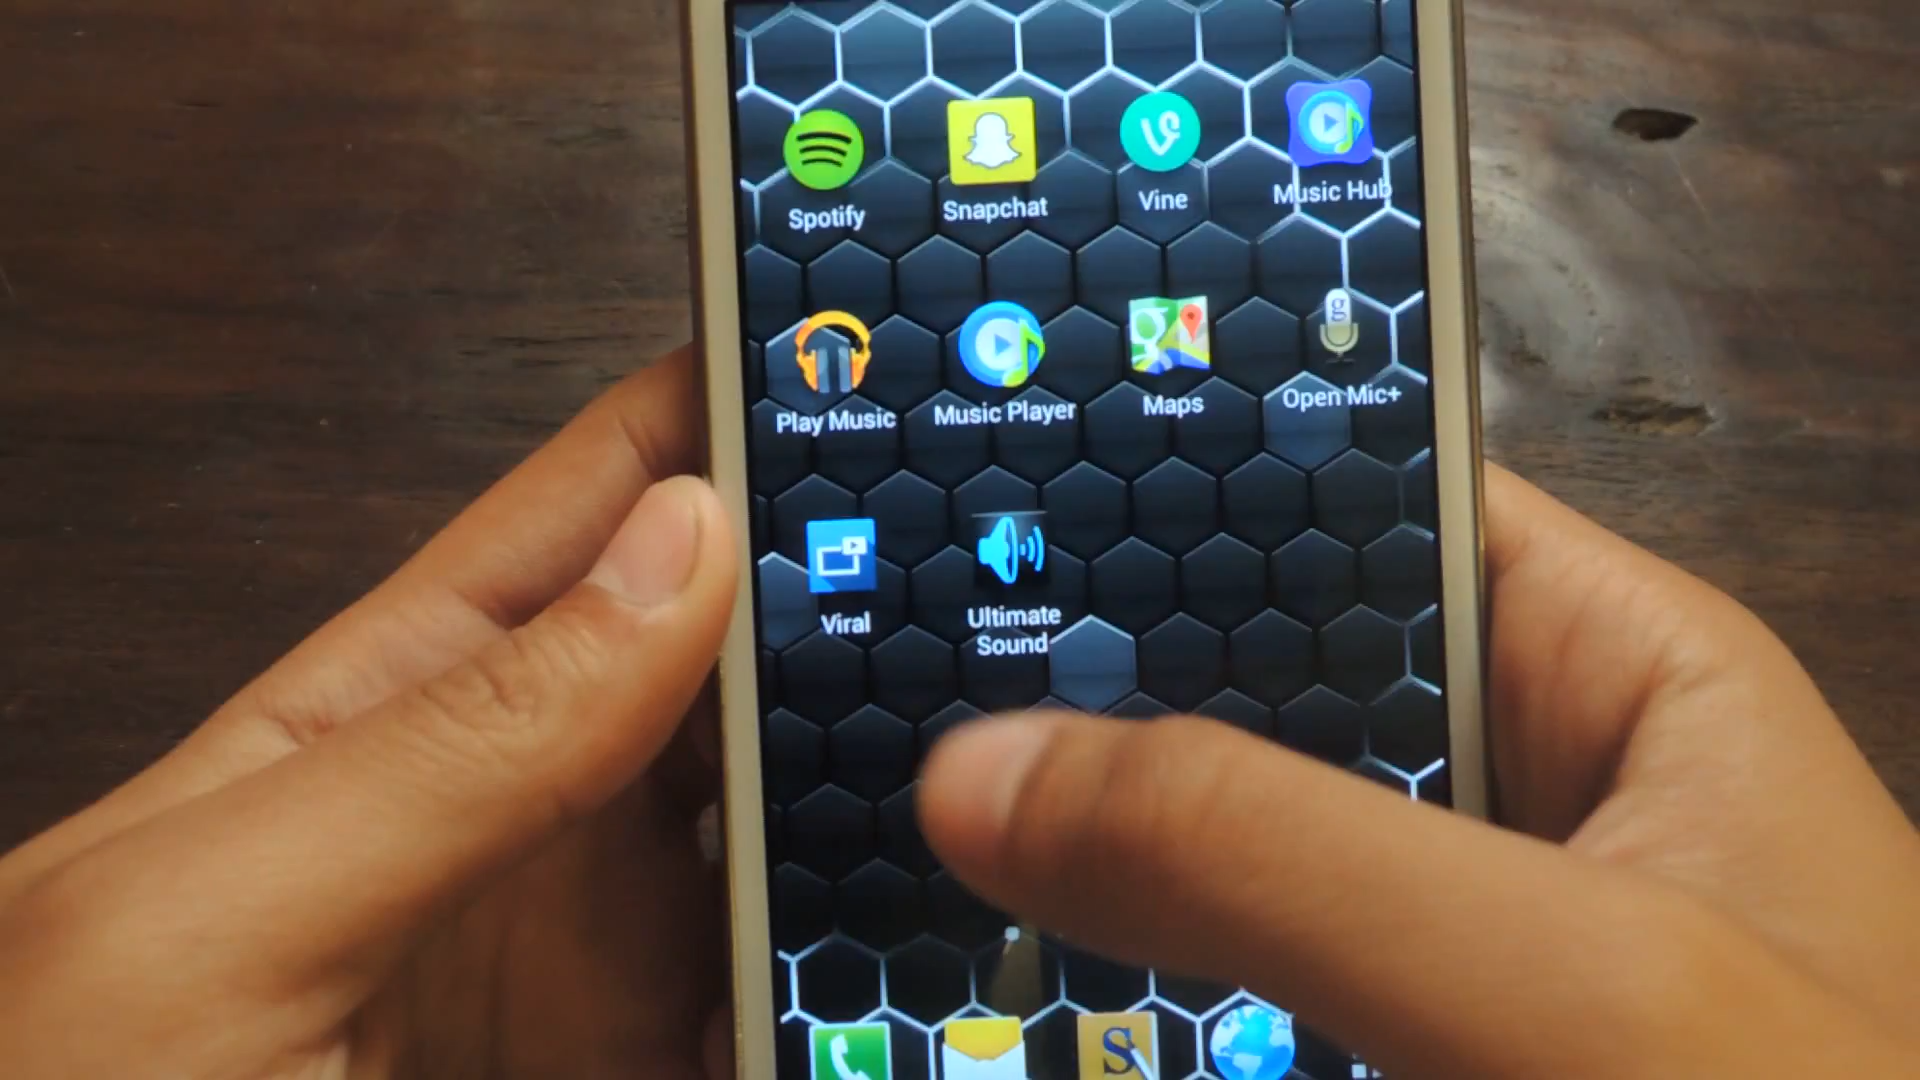 Spotify
Snapchat
Vine
Music Hub
g
Play Music
Music Player
Maps
Open Mic+
Viral
Ultimate
Sound
S